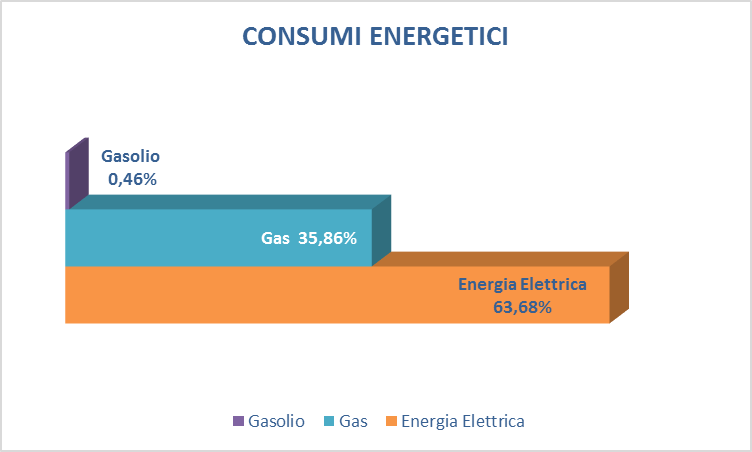 CONSUMI ENERGETICI
Gasolio
0,46%
Gas 35,86%
Energia Elettrica
63,68%
Gasolio Gas Energia Elettrica